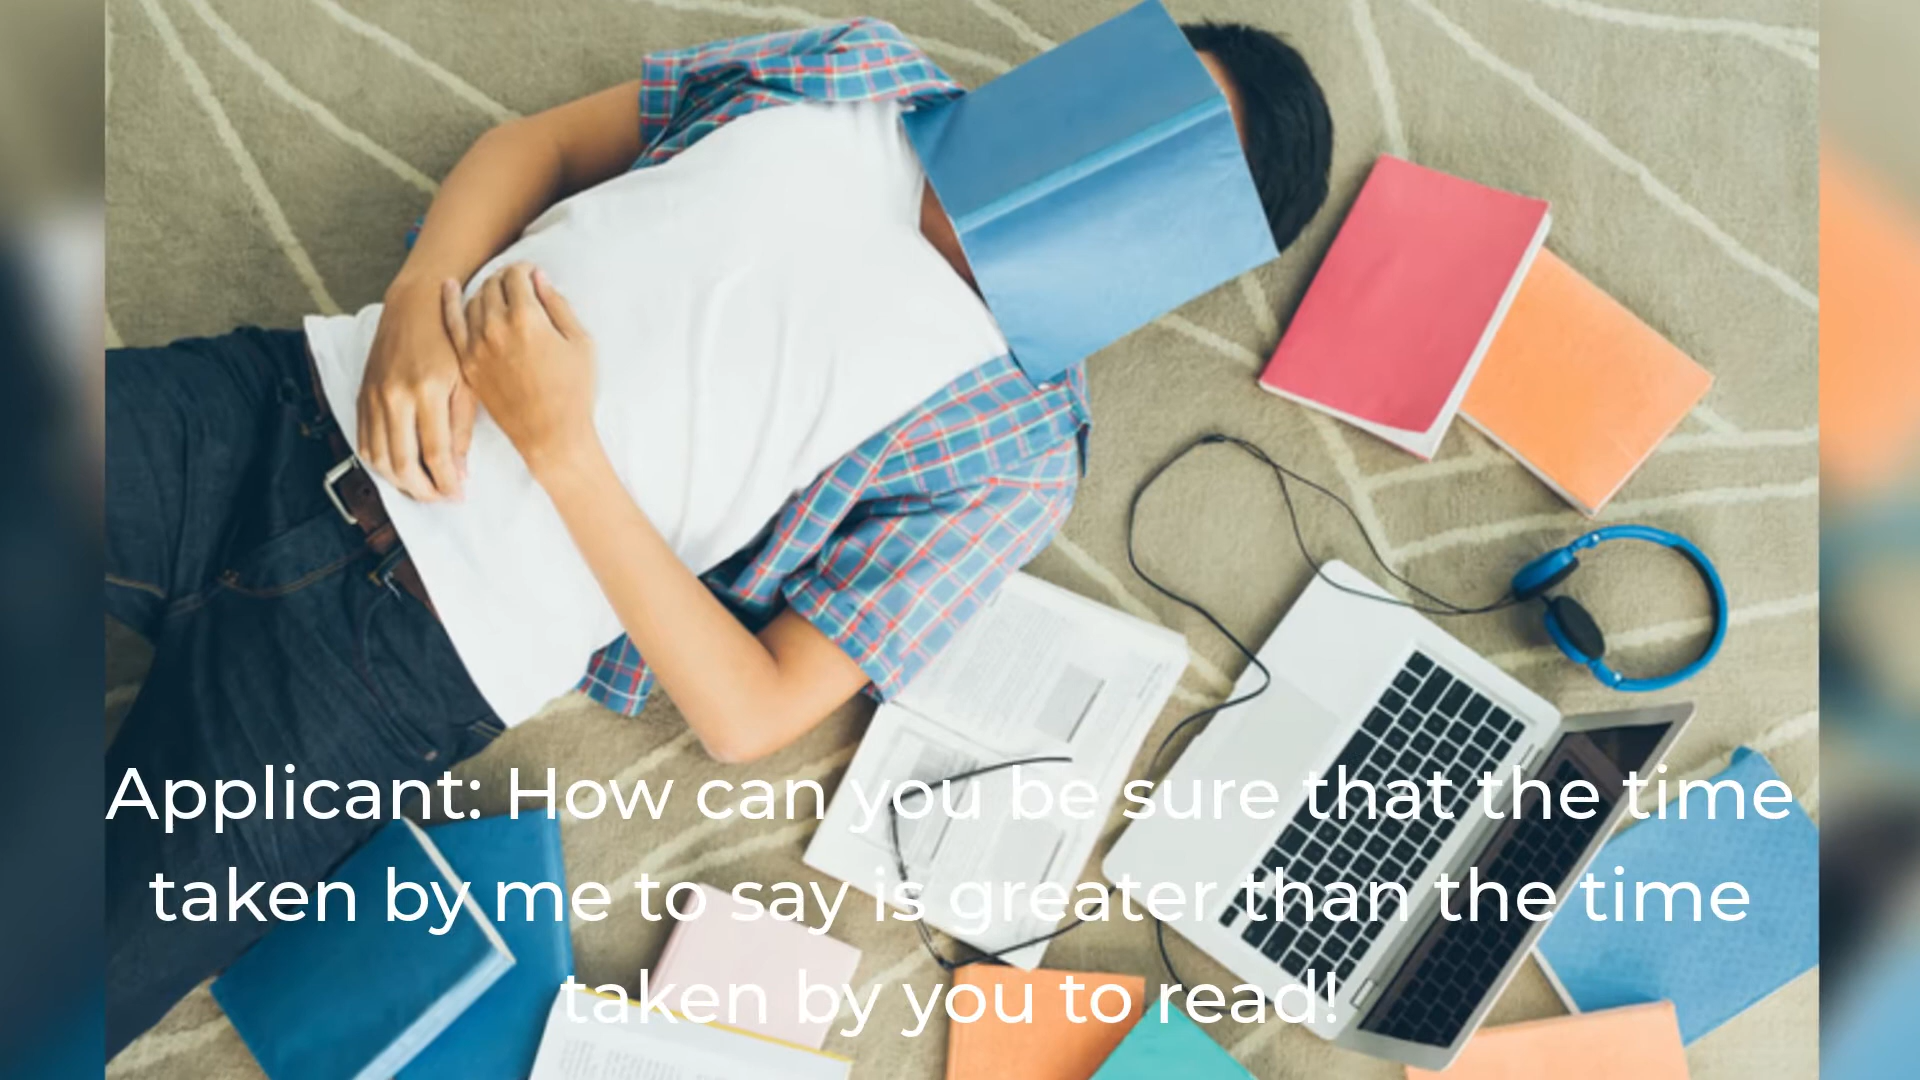 Applicant: How can you be sure that the time
taken by me to say is greater than the time
taken by you to read!